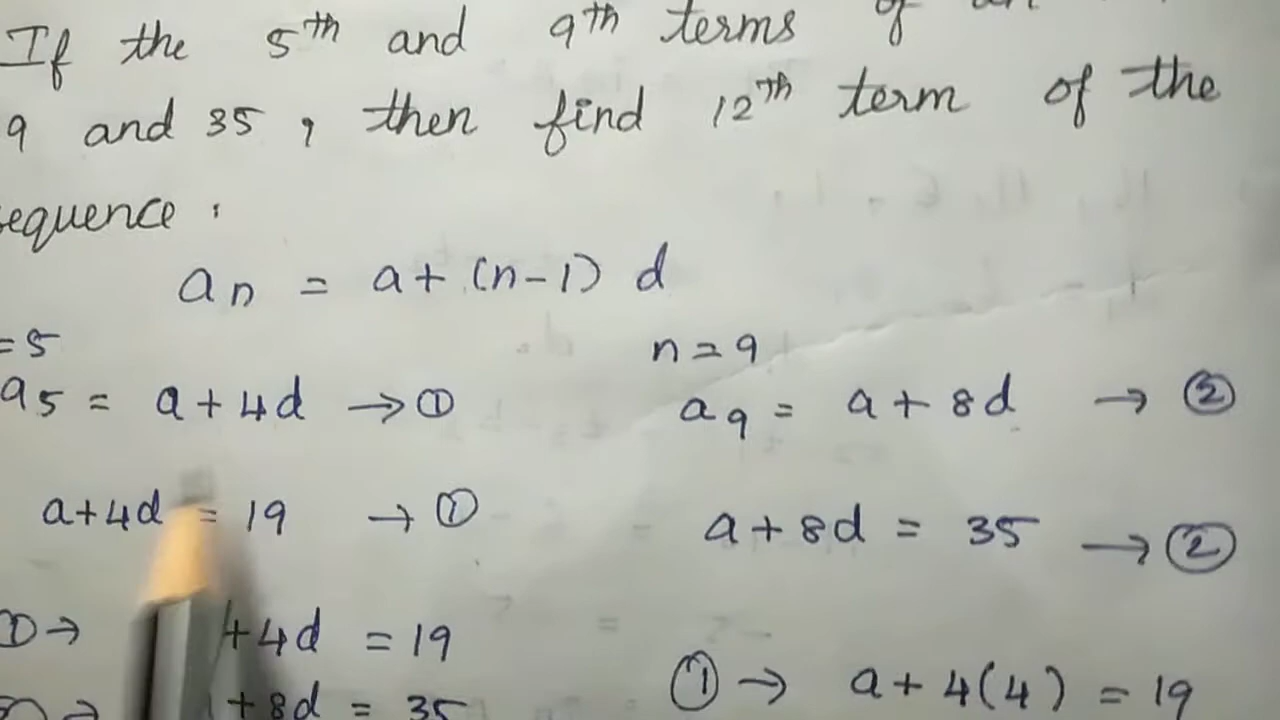 If the 5th and 9th terms of
9 and 35, then find 12th term of the
sequence.
an = a + (n-1) d
= 5
n = 9
a5 = a + 4d → ①
a9 = a + 8d → ②
a + 4d = 19 → ①
a + 8d = 35 → ②
① → + 4d = 19
① → a + 4(4) = 19
+ 8d = 35